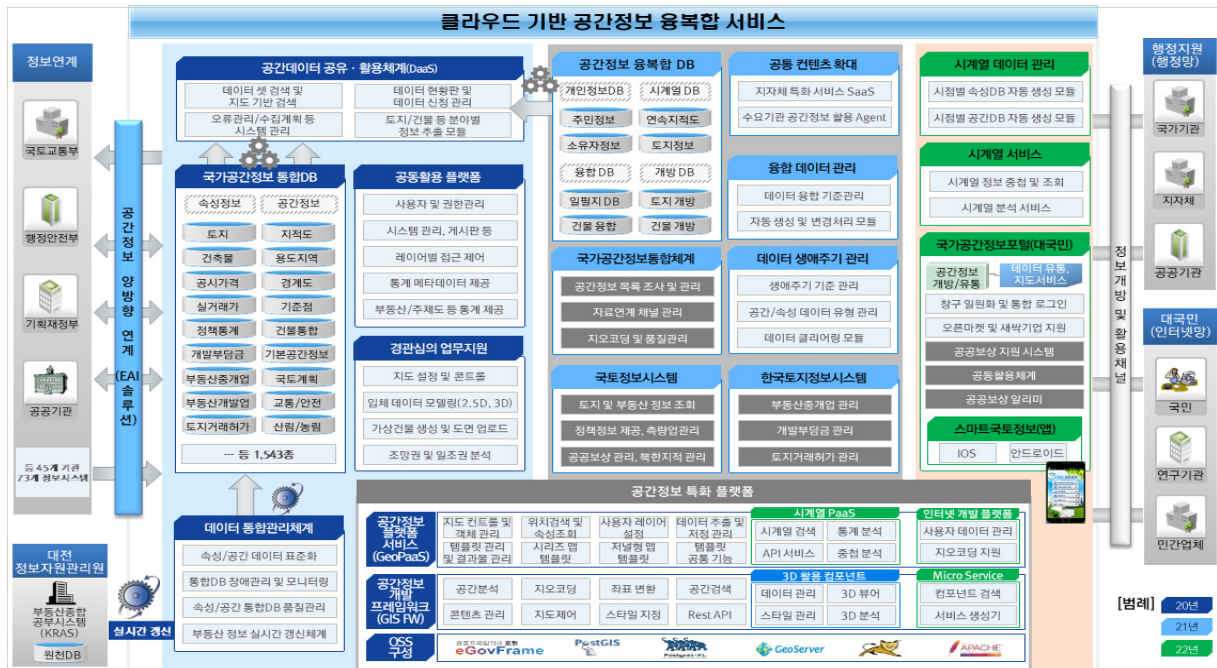 클라우드 기반 공간정보 융복합 서비스
정보연계
국토교통부
행정안전부
기획재정부
공공기관
등 45개 기관
73개 정보시스템
대전
정보자원관리원
부동산종합
공부시스템
(KRAS)
원천DB
실시간 갱신
공간정보 양방향 연계
(EAI
솔루션)
공간데이터 공유 · 활용체계(DaaS)
데이터 셋 검색 및
지도 기반 검색
데이터 현황판 및
데이터 신청 관리
오류관리/수집계획 등
시스템 관리
토지/건물 등 분야별
정보 추출 모듈
국가공간정보 통합DB
속성정보
공간정보
토지
지적도
건축물
용도지역
공시가격
경계도
실거래가
기준점
정책통계
건물통합
개발부담금
기본공간정보
부동산중개업
국토계획
부동산개발업
교통/안전
토지거래허가
산림/농림
··· 등 1,543종
공동활용 플랫폼
사용자 및 권한관리
시스템 관리, 게시판 등
레이어별 접근 제어
통계 메타데이터 제공
부동산/주제도 등 통계 제공
경관심의 업무지원
지도 설정 및 콘트롤
입체 데이터 모델링(2.5D, 3D)
가상건물 생성 및 도면 업로드
조망권 및 일조권 분석
데이터 통합관리체계
속성/공간 데이터 표준화
통합DB 장애관리 및 모니터링
속성/공간 통합DB 품질관리
부동산 정보 실시간 갱신체계
공간정보 융복합 DB
개인정보DB
시계열 DB
주민정보
연속지적도
소유자정보
토지정보
융합 DB
개방 DB
일필지 DB
토지 개방
건물 융합
건물 개방
공통 컨텐츠 확대
지자체 특화 서비스 SaaS
수요기관 공간정보 활용 Agent
융합 데이터 관리
데이터 융합 기준관리
자동 생성 및 변경처리 모듈
국가공간정보통합체계
공간정보 목록 조사 및 관리
자료연계 채널 관리
지오코딩 및 품질관리
데이터 생애주기 관리
생애주기 기준 관리
공간/속성 데이터 유형 관리
데이터 클리어링 모듈
국토정보시스템
토지 및 부동산 정보 조회
정책정보 제공, 측량업관리
공공보상 관리, 북한지적 관리
한국토지정보시스템
부동산중개업 관리
개발부담금 관리
토지거래허가 관리
시계열 데이터 관리
시점별 속성DB 자동 생성 모듈
시점별 공간DB 자동 생성 모듈
시계열 서비스
시계열 정보 중첩 및 조회
시계열 분석 서비스
국가공간정보포털(대국민)
공간정보
개방/유통
데이터 유통,
지도서비스
창구 일원화 및 통합 로그인
오픈마켓 및 새싹기업 지원
공공보상 지원 시스템
공동활용체계
공공보상 알리미
스마트국토정보(앱)
IOS
안드로이드
공간정보 특화 플랫폼
공간정보
플랫폼
서비스
(GeoPaaS)
지도 컨트롤 및
객체 관리
위치검색 및
속성조회
사용자 레이어
설정
데이터 추출 및
저장 관리
템플릿 관리
및 결과물 관리
시리즈 맵
템플릿
저널형 맵
템플릿
템플릿
공통 기능
시계열 PaaS
시계열 검색
통계 분석
API 서비스
중첩 분석
인터넷 개발 플랫폼
사용자 데이터 관리
지오코딩 지원
공간정보
개발
프레임워크
(GIS FW)
공간분석
지오코딩
좌표 변환
공간검색
콘텐츠 관리
지도제어
스타일 지정
Rest API
3D 활용 컴포넌트
데이터 관리
3D 뷰어
스타일 관리
3D 분석
Micro Service
컴포넌트 검색
서비스 생성기
OSS
구성
eGovFrame
PostGIS
Postgres-XL
GeoServer
APACHE
정보개방 및 활용채널
행정지원
(행정망)
국가기관
지자체
공공기관
대국민
(인터넷망)
국민
연구기관
민간업체
[범례]
20년
21년
22년